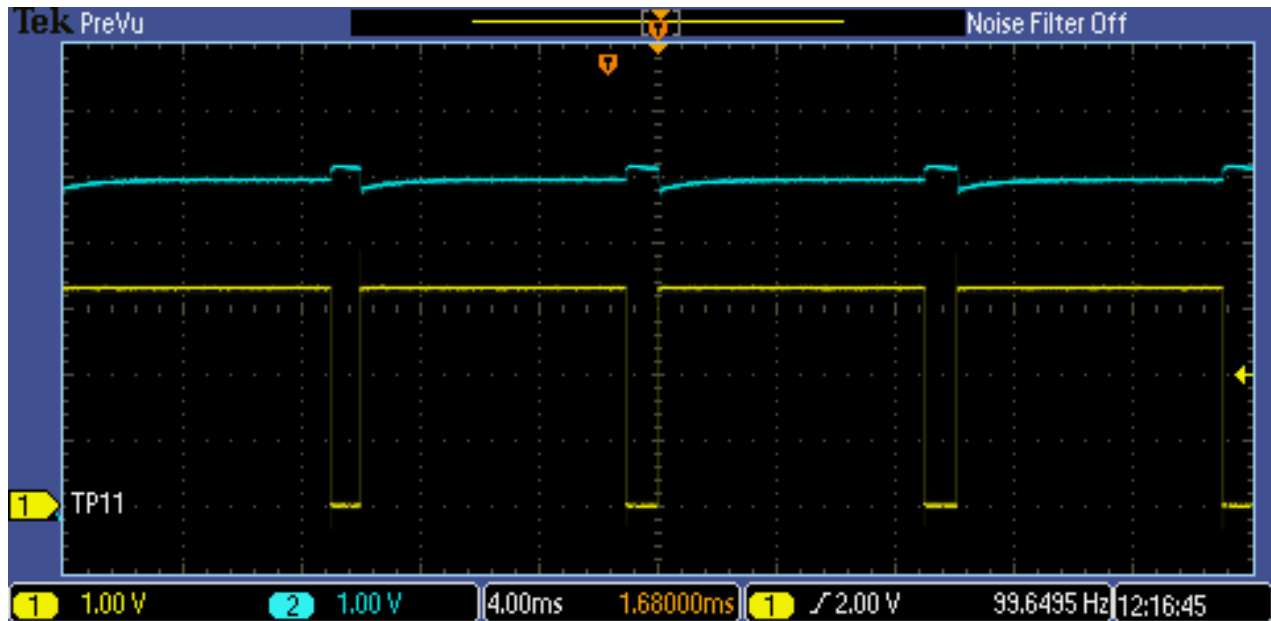 Tek PreVu Noise Filter Off
T
T
1 TP11
1 1.00 V 2 1.00 V 4.00ms 1.68000ms 1 ∫ 2.00 V 99.6495 Hz 12:16:45